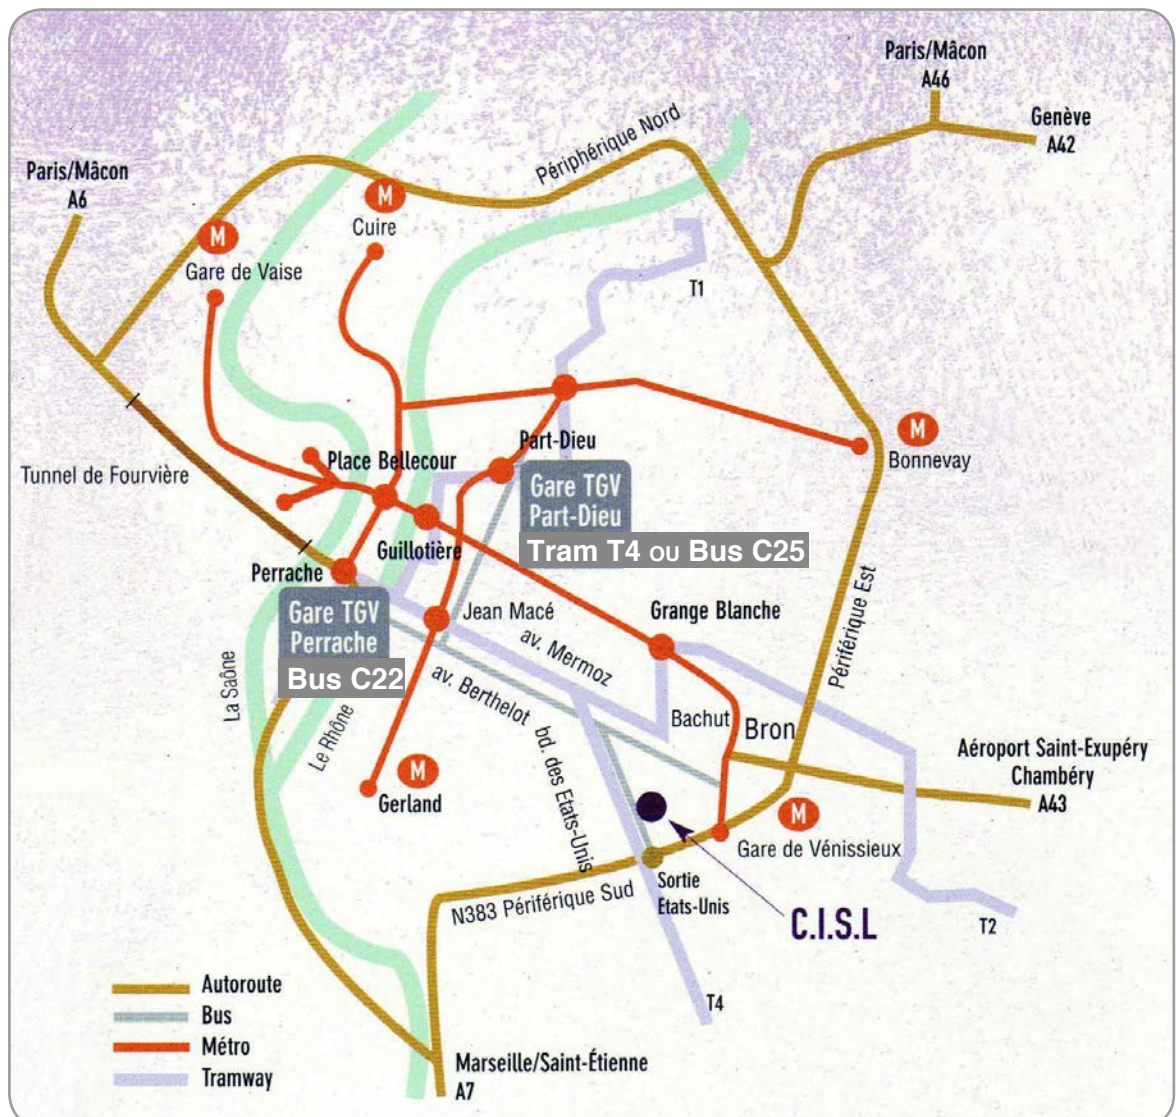 Paris/Mâcon
A46
Genève
A42
Périphérique Nord
Paris/Mâcon
A6
M
Cuire
M
Gare de Vaise
T1
M
Bonnevay
Part-Dieu
Place Bellecour
Tunnel de Fourvière
Gare TGV
Part-Dieu
Tram T4 ou Bus C25
Guillotière
Perrache
Gare TGV
Perrache
Bus C22
Jean Macé
Grange Blanche
av. Mermoz
av. Berthelot
Périférique Est
La Saône
Le Rhône
bd. des Etats-Unis
Bachut
Bron
Aéroport Saint-Exupéry
Chambéry
A43
M
Gerland
M
Gare de Vénissieux
N383 Périférique Sud
Sortie
Etats-Unis
C.I.S.L
T2
T4
Autoroute
Bus
Métro
Tramway
Marseille/Saint-Étienne
A7